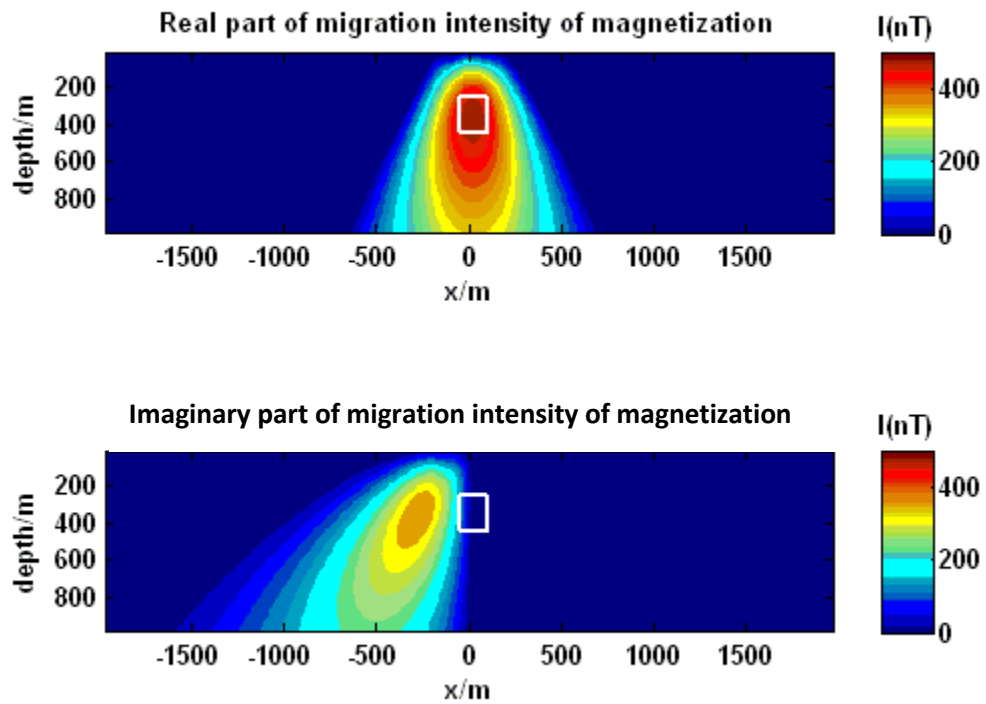 Real part of migration intensity of magnetization
I(nT)
depth/m
200
400
600
800
-1500 -1000 -500 0 500 1000 1500
x/m
400
200
0
Imaginary part of migration intensity of magnetization
I(nT)
depth/m
200
400
600
800
-1500 -1000 -500 0 500 1000 1500
x/m
400
200
0